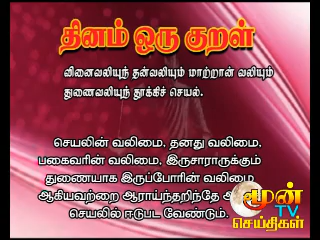 தினம் ஒரு குறள்
வினைவலியுந் தன்வலியும் மாற்றான் வலியும்
துணைவலியுந் தூக்கிச் செயல்.
செயலின் வலிமை, தனது வலிமை,
பகைவரின் வலிமை, இருசாராருக்கும்
துணையாக இருப்போரின் வலிமை
ஆகியவற்றை ஆராய்ந்தறிந்தே
செயலில் ஈடுபட வேண்டும்.
மூன்
TV
செய்திகள்